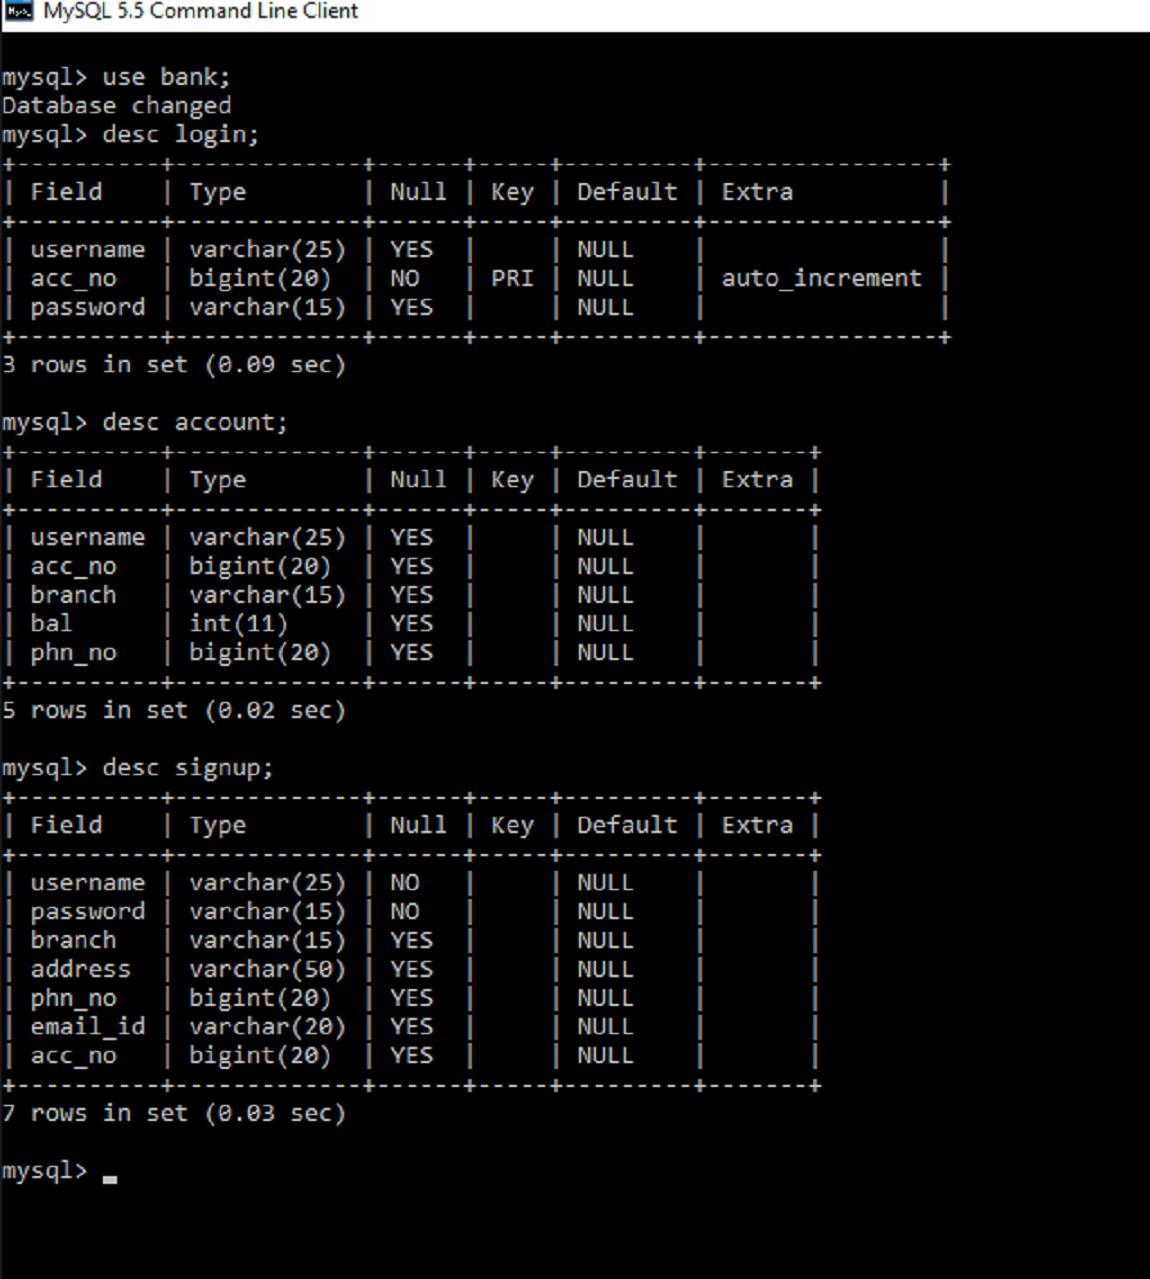 MySQL 5.5 Command Line Client
mysql> use bank;
Database changed
mysql> desc login;
+----------+-------------+------+-----+---------+----------------+
| Field    | Type        | Null | Key | Default | Extra          |
+----------+-------------+------+-----+---------+----------------+
| username | varchar(25) | YES  |     | NULL    |                |
| acc_no   | bigint(20)  | NO   | PRI | NULL    | auto_increment |
| password | varchar(15) | YES  |     | NULL    |                |
+----------+-------------+------+-----+---------+----------------+
3 rows in set (0.09 sec)
mysql> desc account;
+----------+-------------+------+-----+---------+-------+
| Field    | Type        | Null | Key | Default | Extra |
+----------+-------------+------+-----+---------+-------+
| username | varchar(25) | YES  |     | NULL    |       |
| acc_no   | bigint(20)  | YES  |     | NULL    |       |
| branch   | varchar(15) | YES  |     | NULL    |       |
| bal      | int(11)     | YES  |     | NULL    |       |
| phn_no   | bigint(20)  | YES  |     | NULL    |       |
+----------+-------------+------+-----+---------+-------+
5 rows in set (0.02 sec)
mysql> desc signup;
+----------+-------------+------+-----+---------+-------+
| Field    | Type        | Null | Key | Default | Extra |
+----------+-------------+------+-----+---------+-------+
| username | varchar(25) | NO   |     | NULL    |       |
| password | varchar(15) | NO   |     | NULL    |       |
| branch   | varchar(15) | YES  |     | NULL    |       |
| address  | varchar(50) | YES  |     | NULL    |       |
| phn_no   | bigint(20)  | YES  |     | NULL    |       |
| email_id | varchar(20) | YES  |     | NULL    |       |
| acc_no   | bigint(20)  | YES  |     | NULL    |       |
+----------+-------------+------+-----+---------+-------+
7 rows in set (0.03 sec)
mysql> _